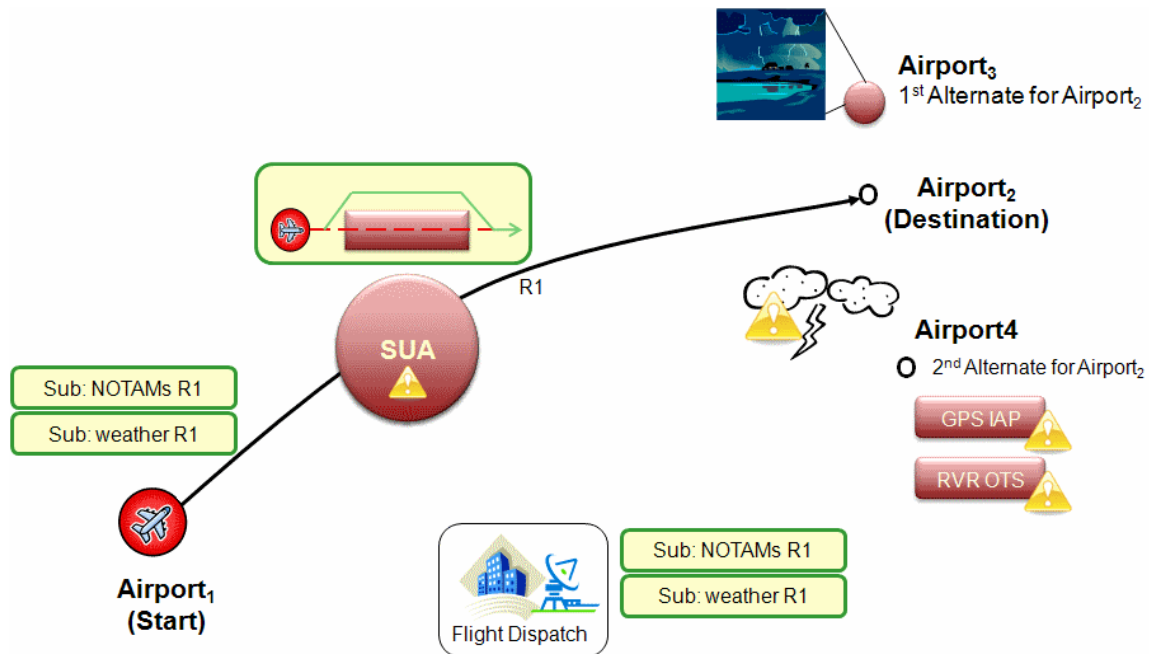 Airport₃
1st Alternate for Airport₂
Airport₂
(Destination)
R1
SUA
Airport4
2nd Alternate for Airport₂
GPS IAP
RVR OTS
Sub: NOTAMs R1
Sub: weather R1
Airport₁
(Start)
Flight Dispatch
Sub: NOTAMs R1
Sub: weather R1